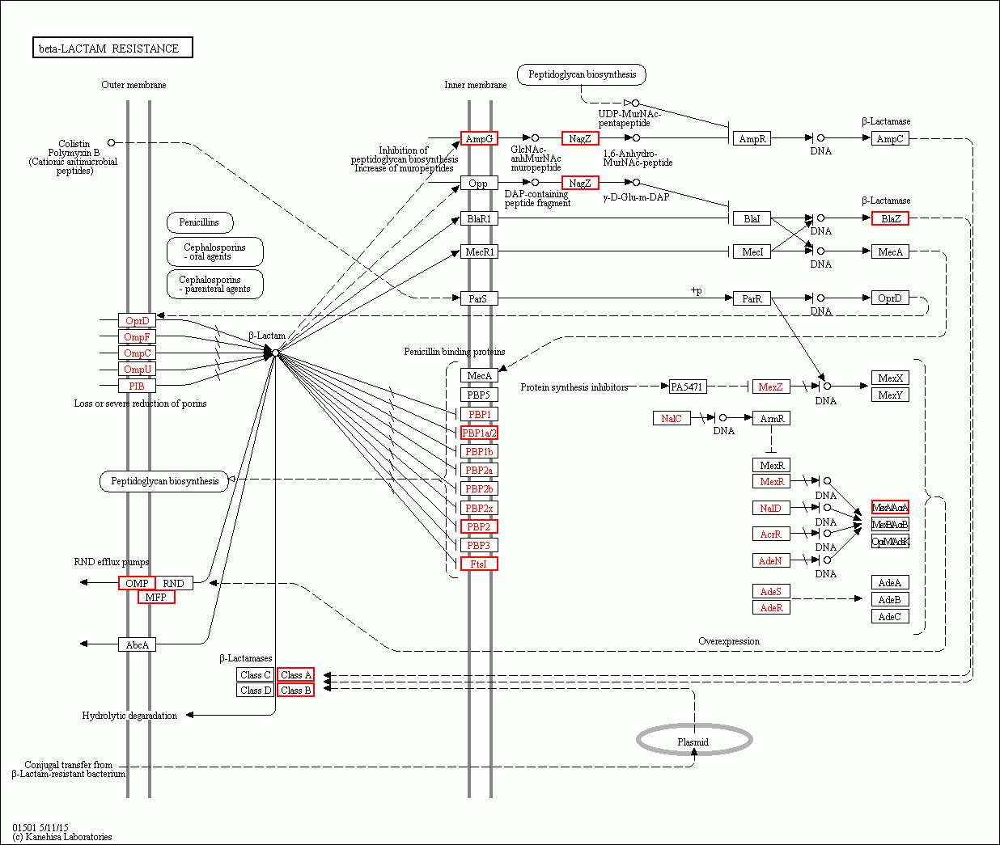 beta-LACTAM RESISTANCE
Outer membrane
Inner membrane
Peptidoglycan biosynthesis
UDP-MurNAc-
pentapeptide
β-Lactamase
Colistin
Polymyxin B
(Cationic antimicrobial
peptides)
Inhibition of
peptidoglycan biosynthesis
Increase of muropeptides
AmpG
GlcNAc-
anhMurNAc
muropeptide
NagZ
1,6-Anhydro-
MurNAc-peptide
AmpR
DNA
AmpC
Opp
DAP-containing
peptide fragment
NagZ
γ-D-Glu-m-DAP
β-Lactamase
Penicillins
Cephalosporins
- oral agents
Cephalosporins
- parenteral agents
BlaR1
BlaI
DNA
BlaZ
MecR1
MecI
DNA
MecA
ParS
+p
ParR
DNA
OprD
OprD
OmpF
OmpC
OmpU
PIB
Loss or severe reduction of porins
β-Lactam
Penicillin binding proteins
MecA
PBP5
PBP1
PBP1a/2
PBP1b
PBP2a
PBP2b
PBP2x
PBP2
PBP3
FtsI
Protein synthesis inhibitors
PA5471
MexZ
DNA
MexX
MexY
NalC
DNA
ArmR
MexR
MexR
DNA
NalD
DNA
AcrR
DNA
AdeN
DNA
MexA/AcrA
MexB/AcrB
OprM/AdeK
AdeS
AdeR
AdeA
AdeB
AdeC
Peptidoglycan biosynthesis
RND efflux pumps
OMP
RND
MFP
AbcA
Overexpression
β-Lactamases
Class C
Class A
Class D
Class B
Hydrolytic degradation
Plasmid
Conjugal transfer from
β-Lactam-resistant bacterium
01501 5/11/15
(c) Kanehisa Laboratories